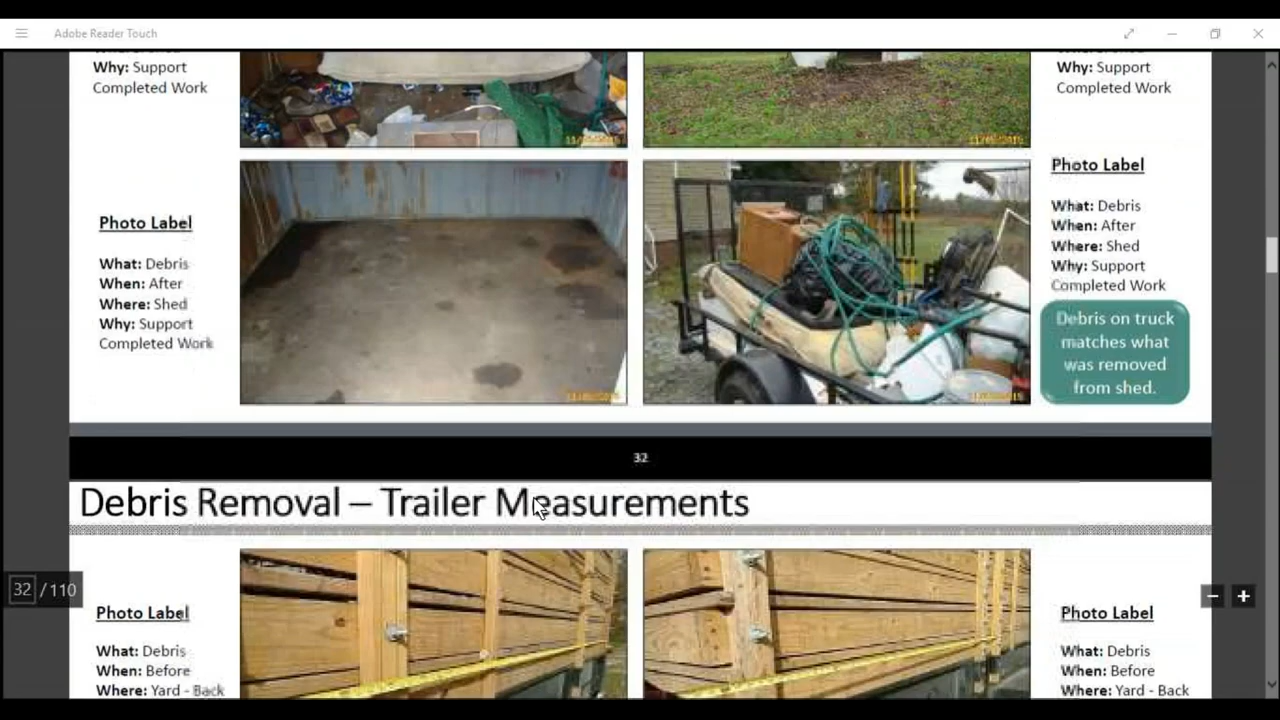 Adobe Reader Touch
Why: Support
Completed Work
Why: Support
Completed Work
Photo Label
What: Debris
When: After
Where: Shed
Why: Support
Completed Work
Photo Label
What: Debris
When: After
Where: Shed
Why: Support
Completed Work
Debris on truck
matches what
was removed
from shed.
32
Debris Removal – Trailer Measurements
32 / 110
Photo Label
What: Debris
When: Before
Where: Yard - Back
Photo Label
What: Debris
When: Before
Where: Yard - Back